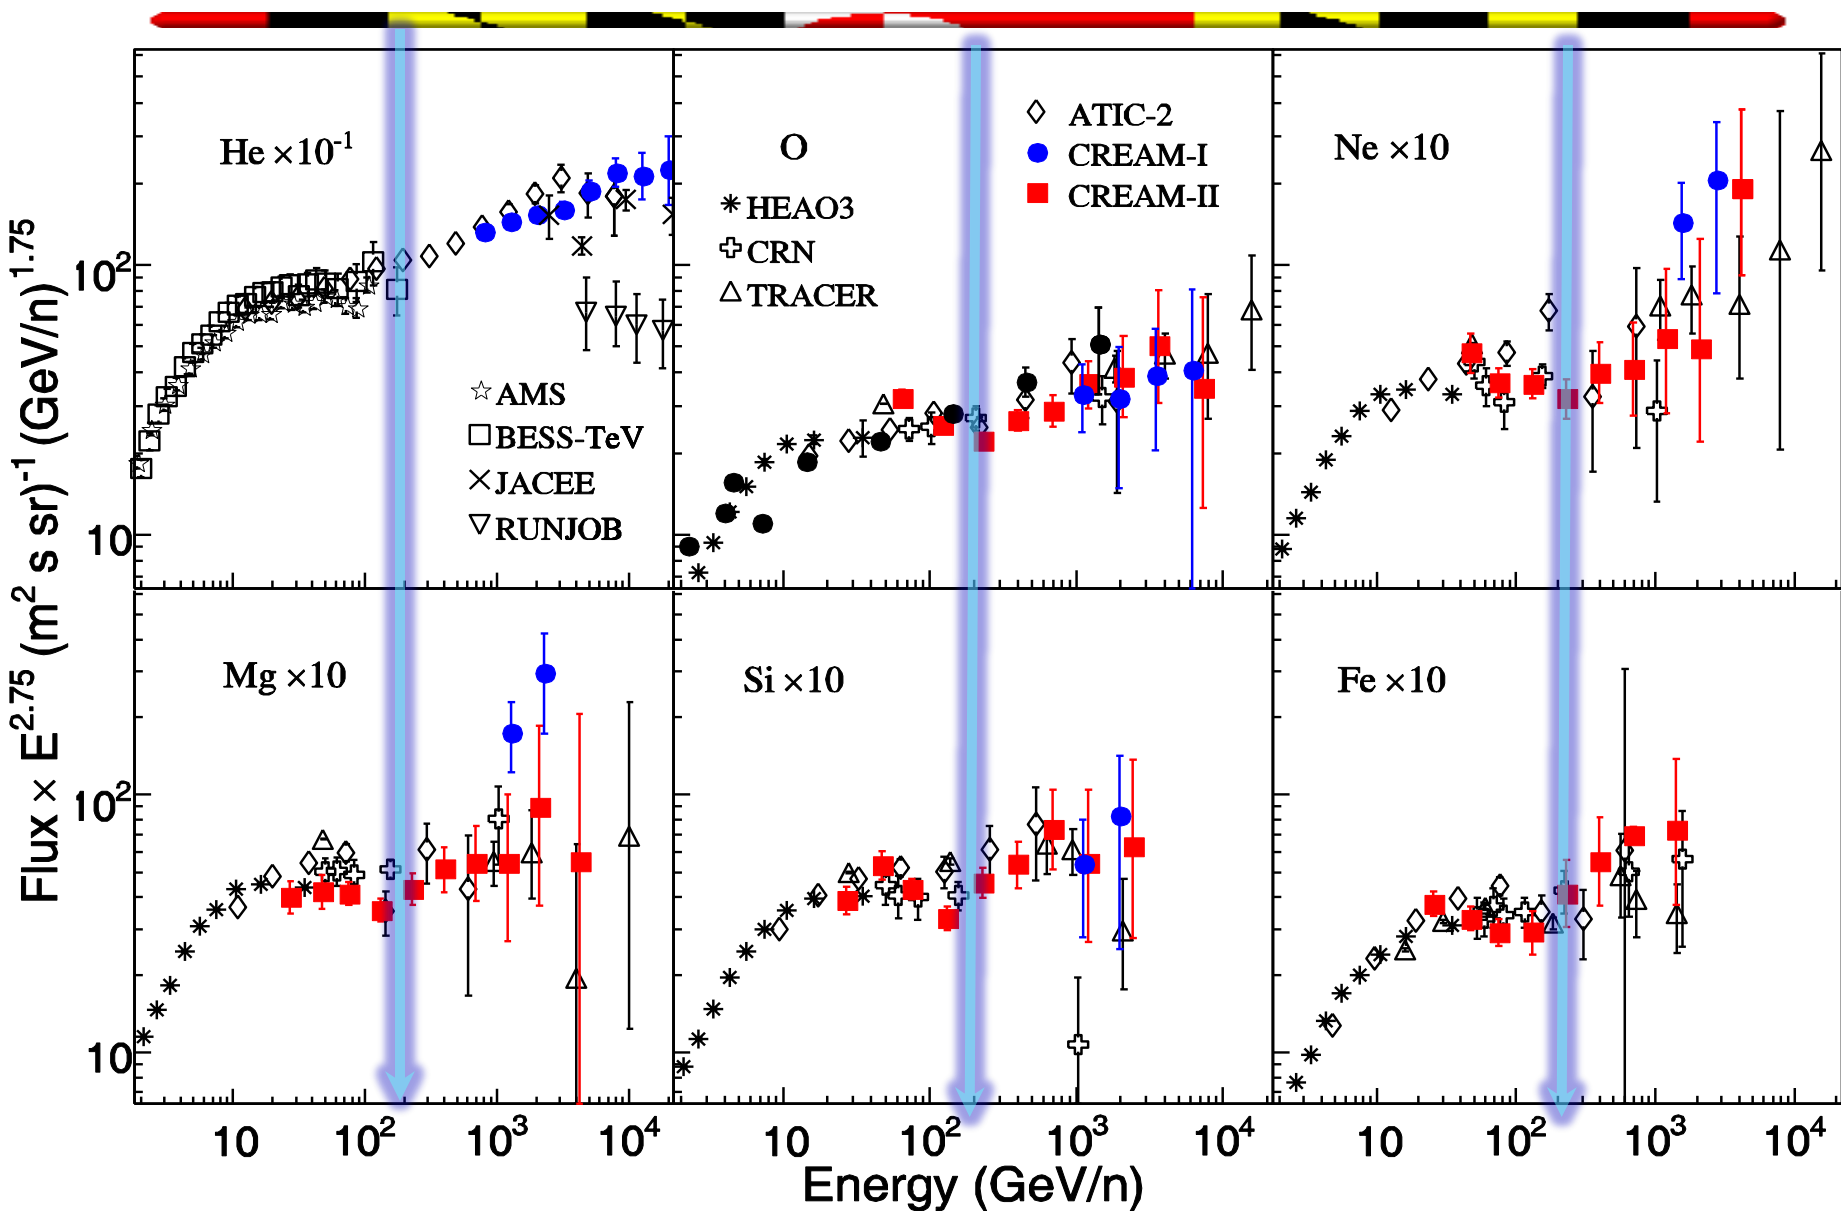 He ×10⁻¹
O
Ne ×10
ATIC-2
CREAM-I
CREAM-II
HEAO3
CRN
TRACER
AMS
BESS-TeV
JACEE
RUNJOB
10²
10
Mg ×10
Si ×10
Fe ×10
10²
10
Flux × E²·⁷⁵ (m² s sr)⁻¹ (GeV/n)¹·⁷⁵
10 10² 10³ 10⁴ 10 10² 10³ 10⁴ 10 10² 10³ 10⁴
Energy (GeV/n)